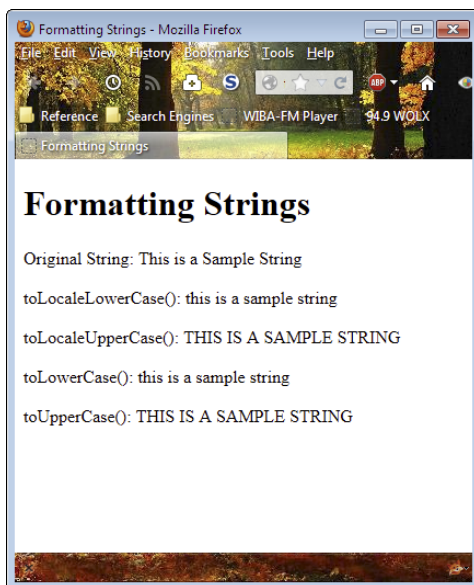 Formatting Strings - Mozilla Firefox
File Edit View History Bookmarks Tools Help
S ABP
Reference Search Engines WIBA-FM Player 94.9 WOLX
Formatting Strings
Formatting Strings
Original String: This is a Sample String
toLocaleLowerCase(): this is a sample string
toLocaleUpperCase(): THIS IS A SAMPLE STRING
toLowerCase(): this is a sample string
toUpperCase(): THIS IS A SAMPLE STRING